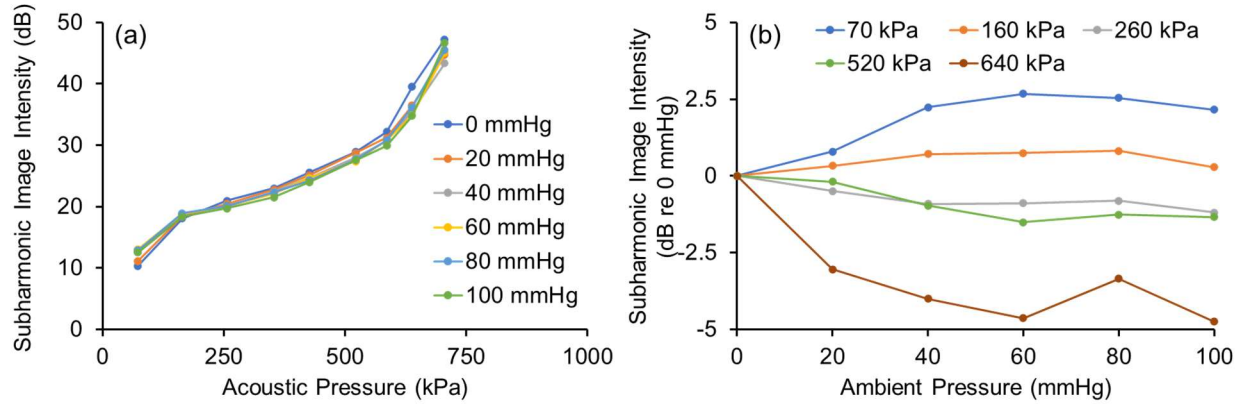 (a)
Subharmonic Image Intensity (dB)
50
40
30
20
10
0
0 mmHg
20 mmHg
40 mmHg
60 mmHg
80 mmHg
100 mmHg
0 250 500 750 1000
Acoustic Pressure (kPa)
(b)
70 kPa 160 kPa 260 kPa
520 kPa 640 kPa
Subharmonic Image Intensity
(dB re 0 mmHg)
5
2.5
0
-2.5
-5
0 20 40 60 80 100
Ambient Pressure (mmHg)